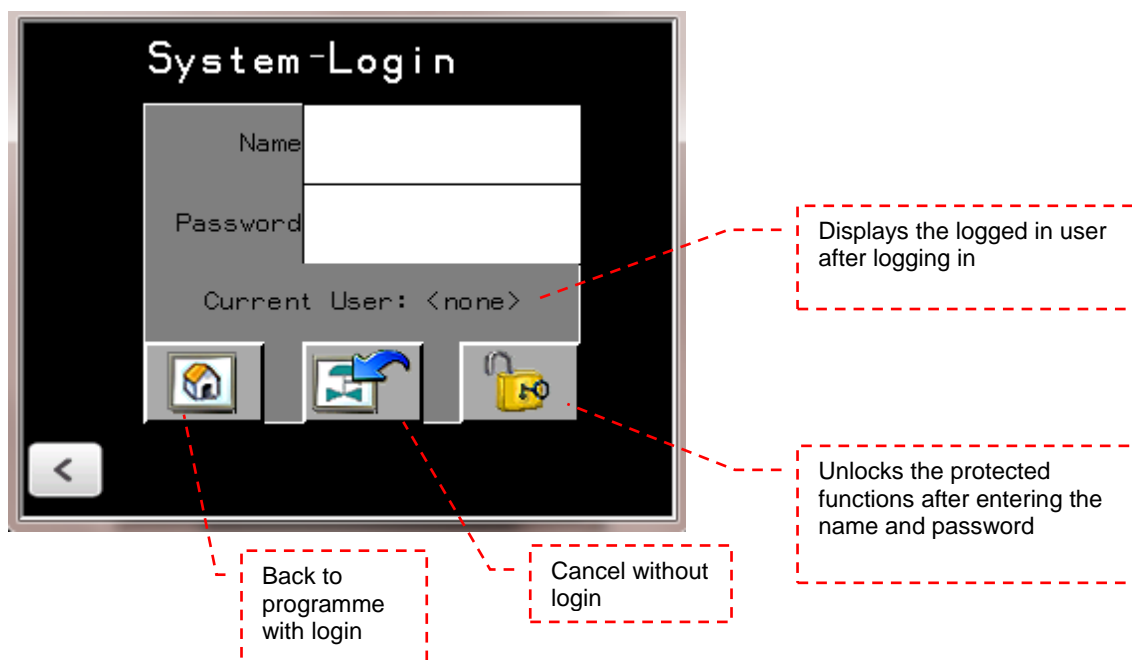 System-Login
Name
Password
Current User: <none>
<
Displays the logged in user
after logging in
Unlocks the protected
functions after entering the
name and password
Back to
programme
with login
Cancel without
login